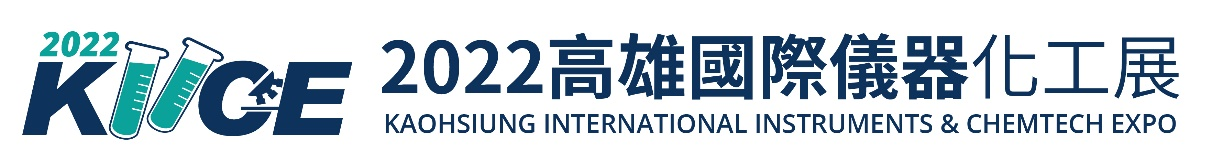 2022
KIICE
2022高雄國際儀器化工展
KAOHSIUNG INTERNATIONAL INSTRUMENTS & CHEMTECH EXPO